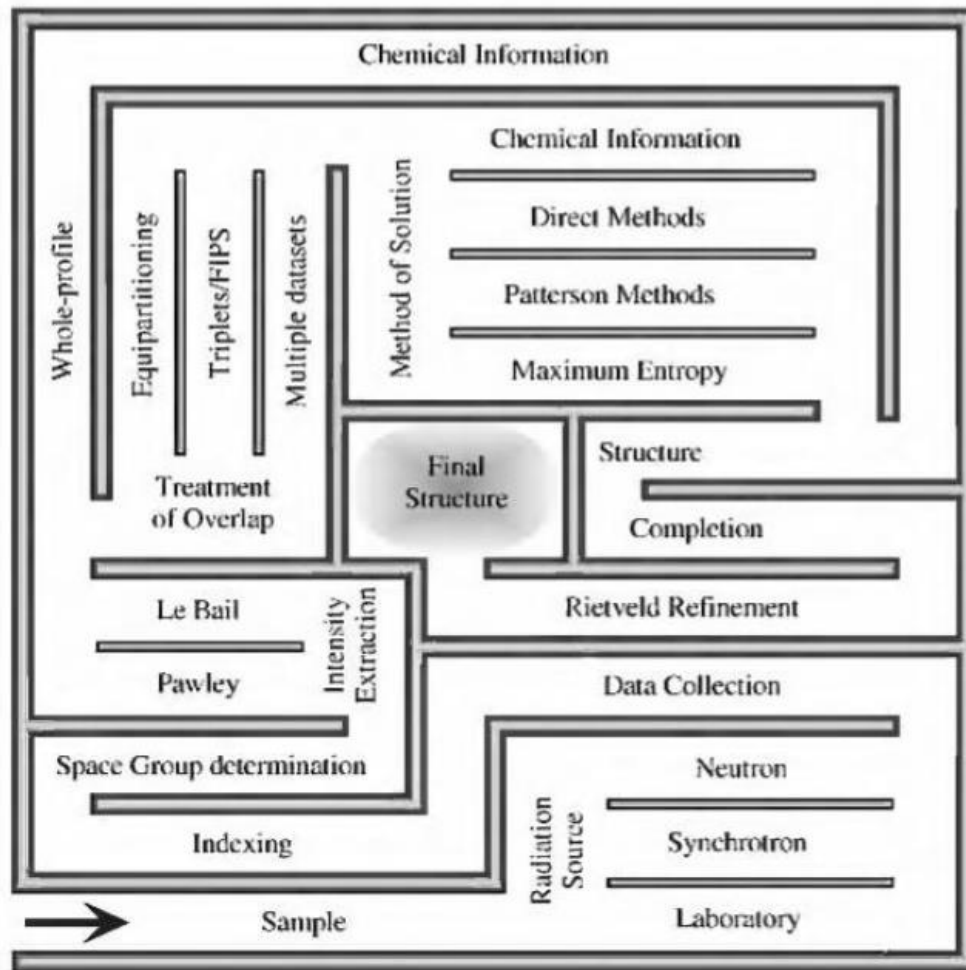 Chemical Information
Whole-profile
Equipartitioning
Triplets/FIPS
Multiple datasets
Method of Solution
Chemical Information
Direct Methods
Patterson Methods
Maximum Entropy
Treatment
of Overlap
Final
Structure
Structure
Completion
Rietveld Refinement
Le Bail
Pawley
Intensity
Extraction
Data Collection
Space Group determination
Indexing
Neutron
Synchrotron
Laboratory
Radiation
Source
Sample